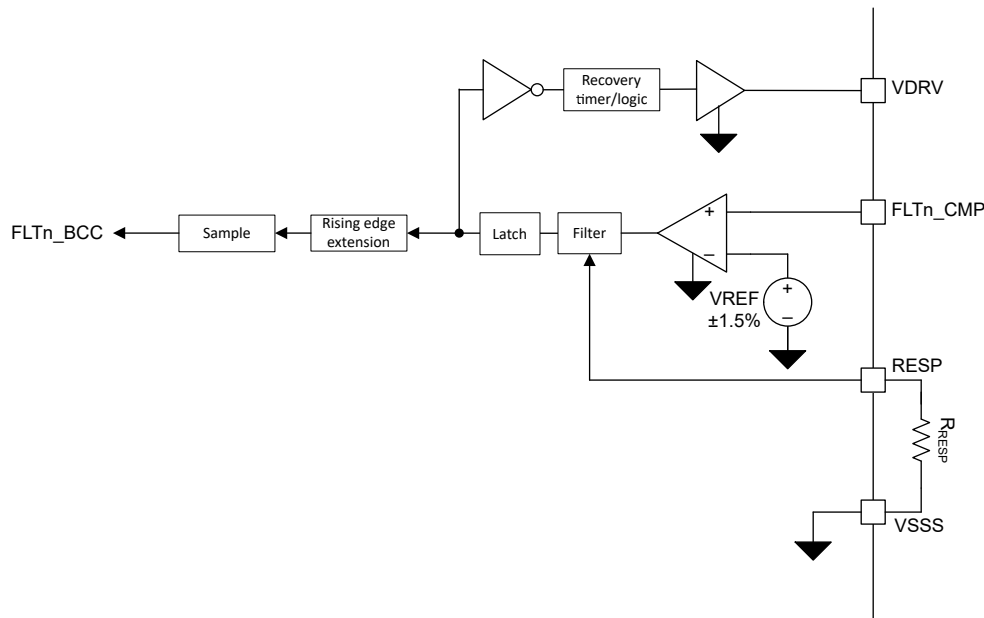 Recovery
timer/logic
VDRV
FLTn_CMP
+
−
FLTn_BCC
Sample
Rising edge
extension
Latch
Filter
VREF
±1.5%
+
−
RESP
RRESP
VSSS